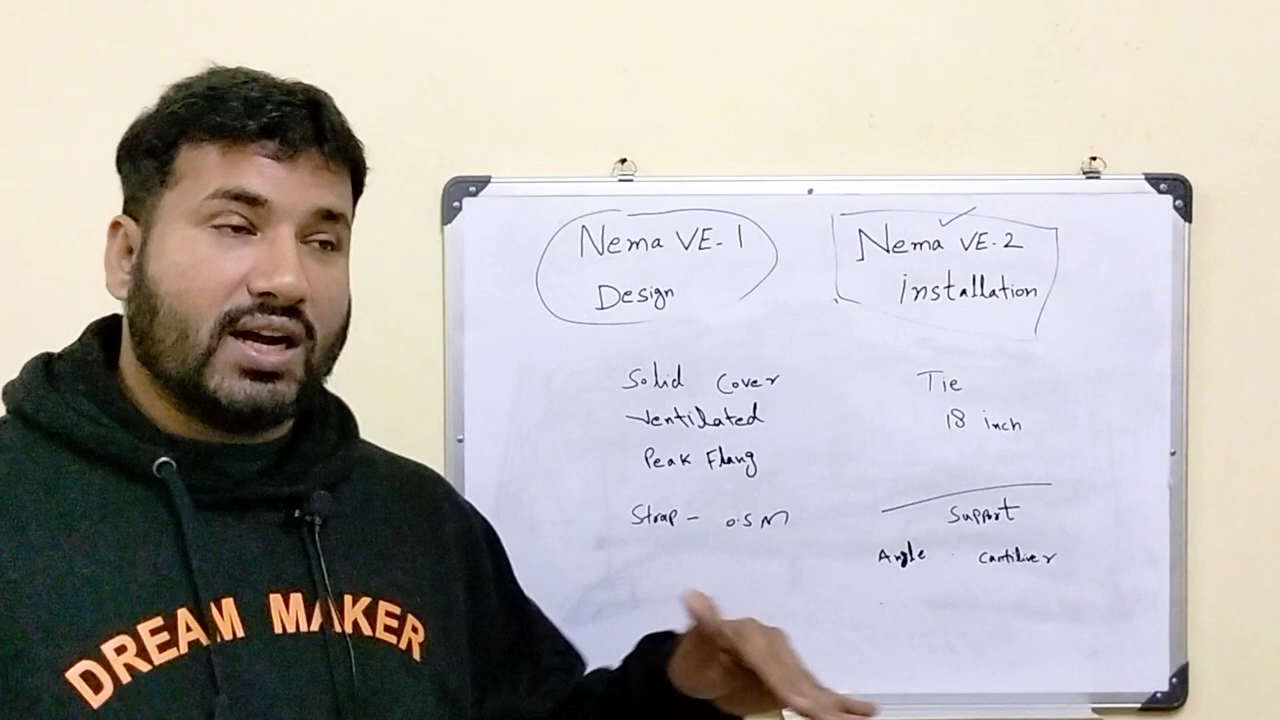 Nema VE-1
Design
Solid Cover
Ventilated
Peak Flang
Strap - 0.5 M
Nema VE-2
installation
Tie
18 inch
Support
Angle cantiliver
DREAM MAKER